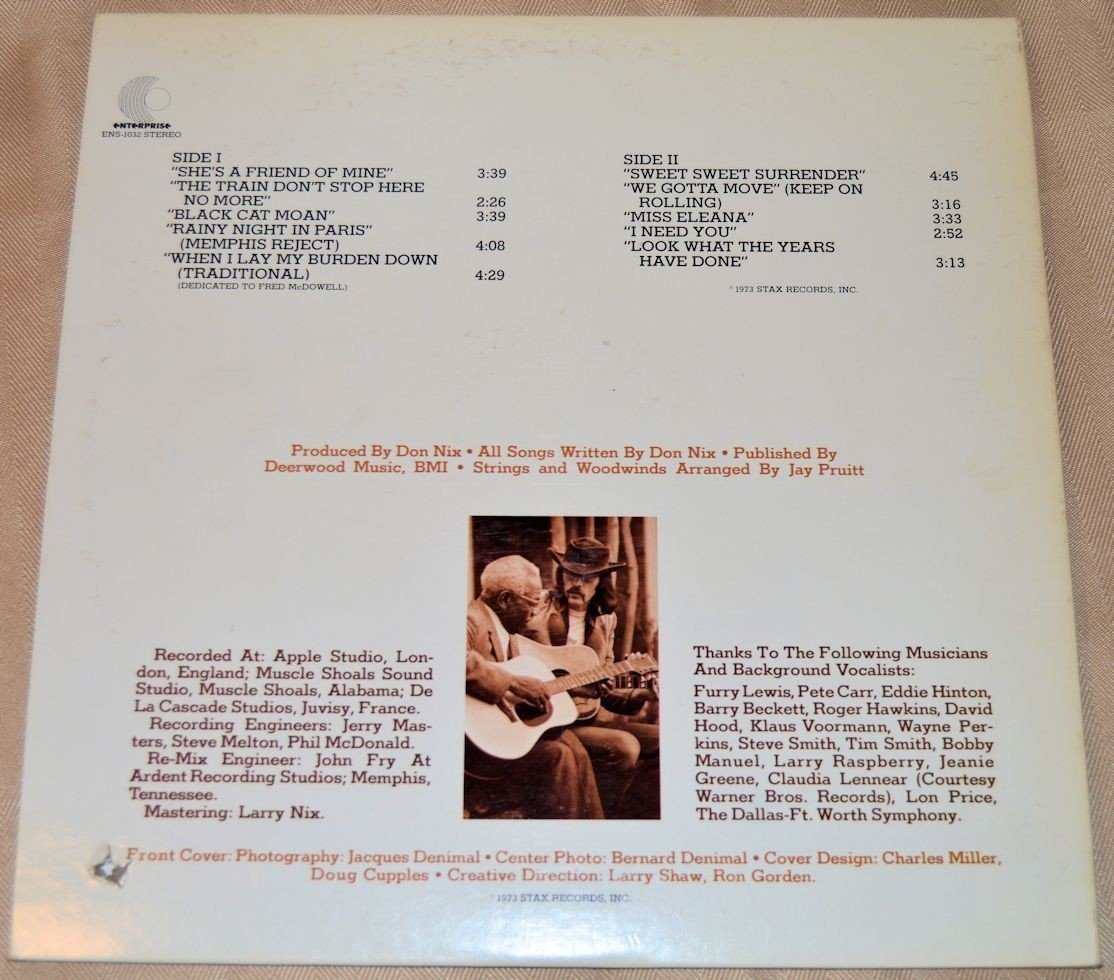 ENTERPRISE
ENS-1032 STEREO
SIDE I
"SHE'S A FRIEND OF MINE" 3:39
"THE TRAIN DON'T STOP HERE
NO MORE" 2:26
"BLACK CAT MOAN" 3:39
"RAINY NIGHT IN PARIS"
(MEMPHIS REJECT) 4:08
"WHEN I LAY MY BURDEN DOWN
(TRADITIONAL) 4:29
(DEDICATED TO FRED McDOWELL)
SIDE II
"SWEET SWEET SURRENDER" 4:45
"WE GOTTA MOVE" (KEEP ON
ROLLING) 3:16
"MISS ELEANA" 3:33
"I NEED YOU" 2:52
"LOOK WHAT THE YEARS
HAVE DONE" 3:13
℗ 1973 STAX RECORDS, INC.
Produced By Don Nix • All Songs Written By Don Nix • Published By
Deerwood Music, BMI • Strings and Woodwinds Arranged By Jay Pruitt
Recorded At: Apple Studio, Lon-
don, England; Muscle Shoals Sound
Studio, Muscle Shoals, Alabama; De
La Cascade Studios, Juvisy, France.
Recording Engineers: Jerry Mas-
ters, Steve Melton, Phil McDonald.
Re-Mix Engineer: John Fry At
Ardent Recording Studios; Memphis,
Tennessee.
Mastering: Larry Nix.
Thanks To The Following Musicians
And Background Vocalists:
Furry Lewis, Pete Carr, Eddie Hinton,
Barry Beckett, Roger Hawkins, David
Hood, Klaus Voormann, Wayne Per-
kins, Steve Smith, Tim Smith, Bobby
Manuel, Larry Raspberry, Jeanie
Greene, Claudia Lennear (Courtesy
Warner Bros. Records), Lon Price,
The Dallas-Ft. Worth Symphony.
Front Cover: Photography: Jacques Denimal • Center Photo: Bernard Denimal • Cover Design: Charles Miller,
Doug Cupples • Creative Direction: Larry Shaw, Ron Gorden.
© 1973 STAX RECORDS, INC.